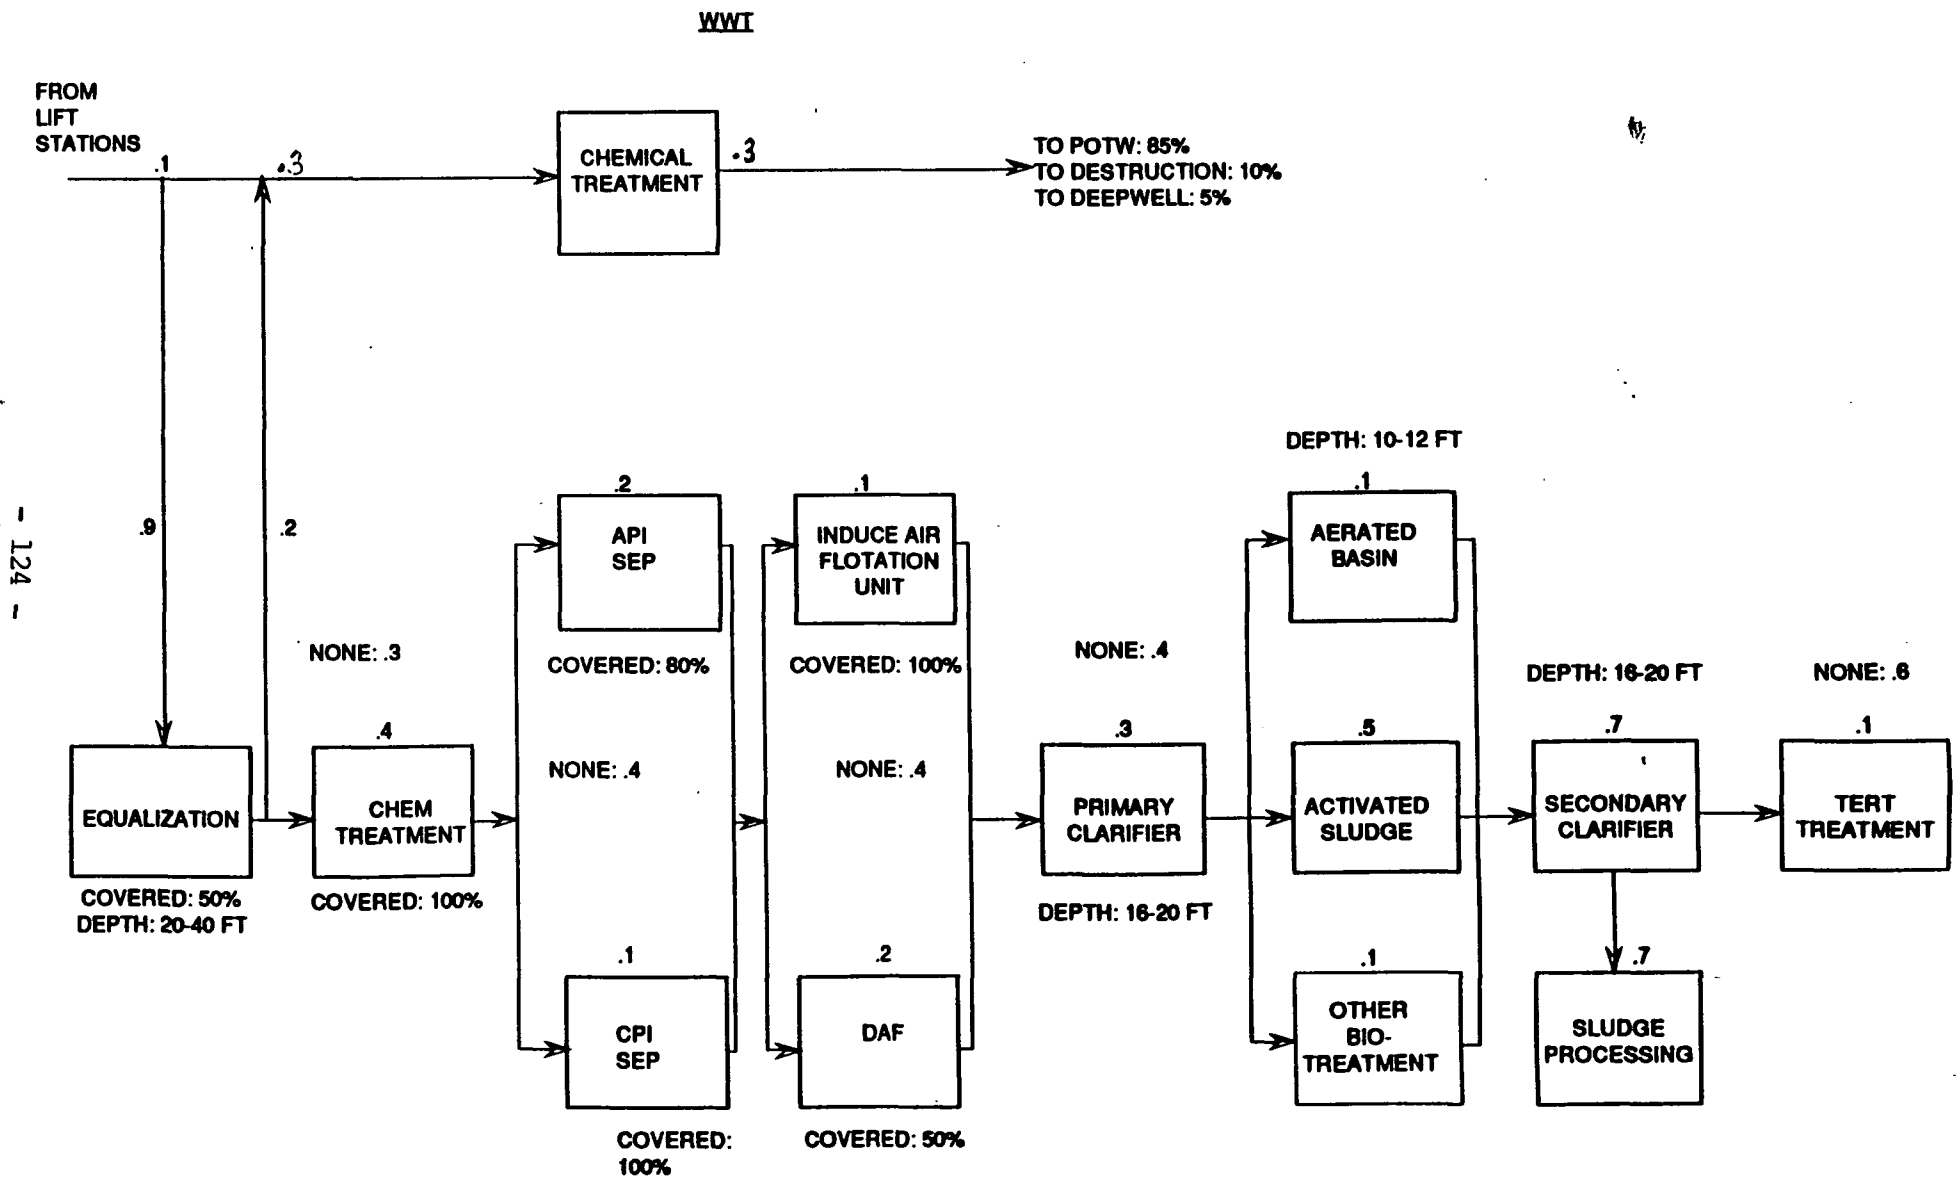 WWT
FROM
LIFT
STATIONS
.1
.3
CHEMICAL
TREATMENT
.3
TO POTW: 85%
TO DESTRUCTION: 10%
TO DEEPWELL: 5%
.9
.2
- 124 -
EQUALIZATION
COVERED: 50%
DEPTH: 20-40 FT
NONE: .3
.4
CHEM
TREATMENT
COVERED: 100%
.2
API
SEP
COVERED: 80%
NONE: .4
.1
CPI
SEP
COVERED:
100%
.1
INDUCE AIR
FLOTATION
UNIT
COVERED: 100%
NONE: .4
.2
DAF
COVERED: 50%
NONE: .4
.3
PRIMARY
CLARIFIER
DEPTH: 16-20 FT
DEPTH: 10-12 FT
.1
AERATED
BASIN
.5
ACTIVATED
SLUDGE
.1
OTHER
BIO-
TREATMENT
DEPTH: 16-20 FT
.7
SECONDARY
CLARIFIER
.7
SLUDGE
PROCESSING
NONE: .6
.1
TERT
TREATMENT